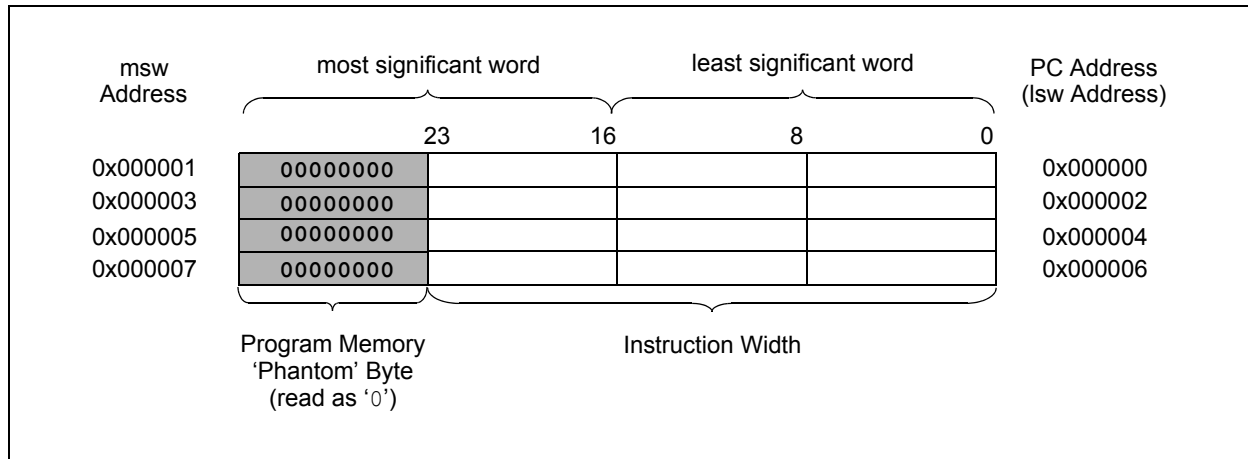 msw
Address
most significant word
least significant word
PC Address
(lsw Address)
23
16
8
0
0x000001
00000000
0x000000
0x000003
00000000
0x000002
0x000005
00000000
0x000004
0x000007
00000000
0x000006
Program Memory
‘Phantom’ Byte
(read as ‘0’)
Instruction Width